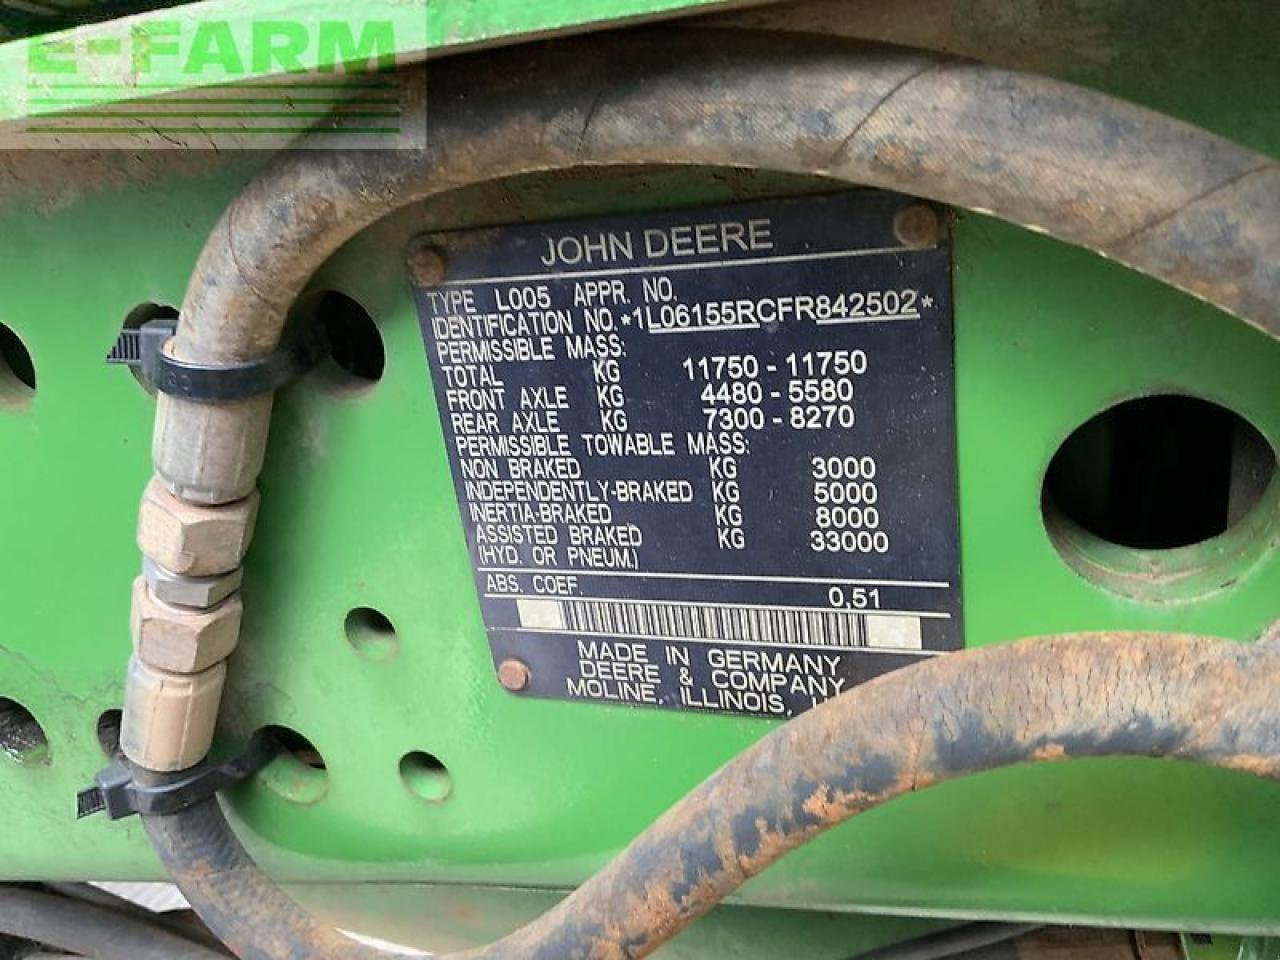 E-FARM
JOHN DEERE
TYPE L005 APPR. NO.
IDENTIFICATION NO. *1L06155RCFR842502*
PERMISSIBLE MASS:
TOTAL KG 11750 - 11750
FRONT AXLE KG 4480 - 5580
REAR AXLE KG 7300 - 8270
PERMISSIBLE TOWABLE MASS:
NON BRAKED KG 3000
INDEPENDENTLY-BRAKED KG 5000
INERTIA-BRAKED KG 8000
ASSISTED BRAKED KG 33000
(HYD. OR PNEUM.)
ABS. COEF. 0,51
MADE IN GERMANY
DEERE & COMPANY
MOLINE, ILLINOIS,